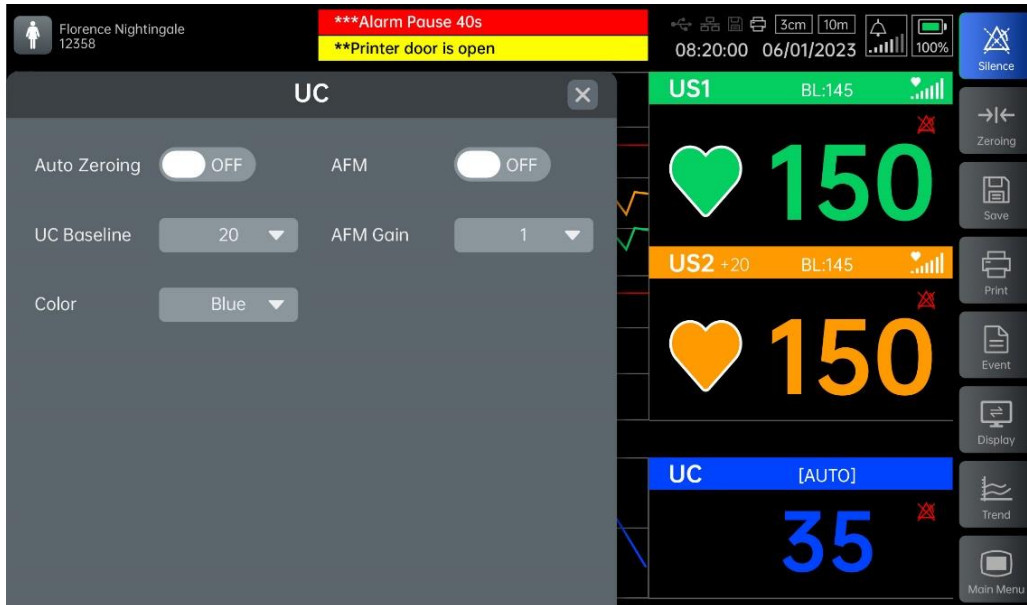 Florence Nightingale
12358
***Alarm Pause 40s
**Printer door is open
3cm 10m
08:20:00 06/01/2023 100%
Silence
UC
Auto Zeroing OFF AFM OFF
UC Baseline 20 AFM Gain 1
Color Blue
US1 BL:145
150
US2 +20 BL:145
150
UC [AUTO]
35
Zeroing
Save
Print
Event
Display
Trend
Main Menu